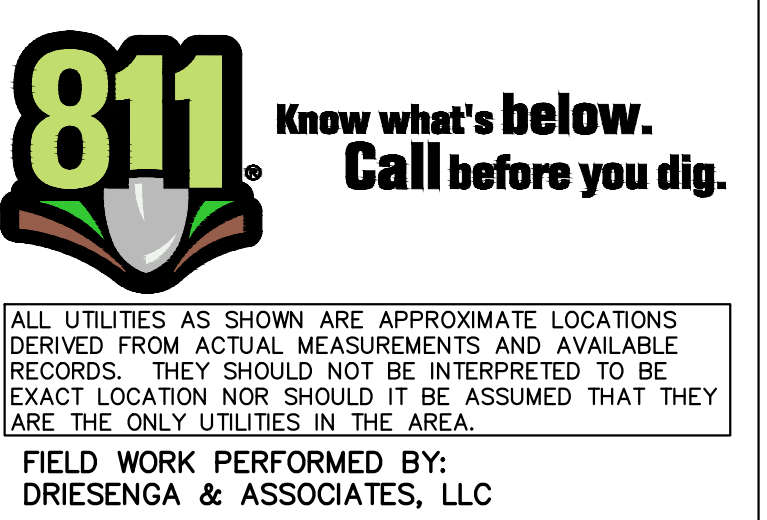 811®
Know what's below.
Call before you dig.
ALL UTILITIES AS SHOWN ARE APPROXIMATE LOCATIONS
DERIVED FROM ACTUAL MEASUREMENTS AND AVAILABLE
RECORDS. THEY SHOULD NOT BE INTERPRETED TO BE
EXACT LOCATION NOR SHOULD IT BE ASSUMED THAT THEY
ARE THE ONLY UTILITIES IN THE AREA.
FIELD WORK PERFORMED BY:
DRIESENGA & ASSOCIATES, LLC